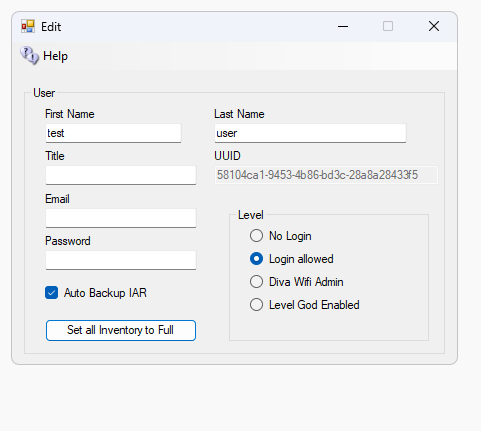 Edit
Help
User
First Name
Last Name
test
user
Title
UUID
58104ca1-9453-4b86-bd3c-28a8a28433f5
Email
Level
No Login
Password
Login allowed
Diva Wifi Admin
Auto Backup IAR
Level God Enabled
Set all Inventory to Full